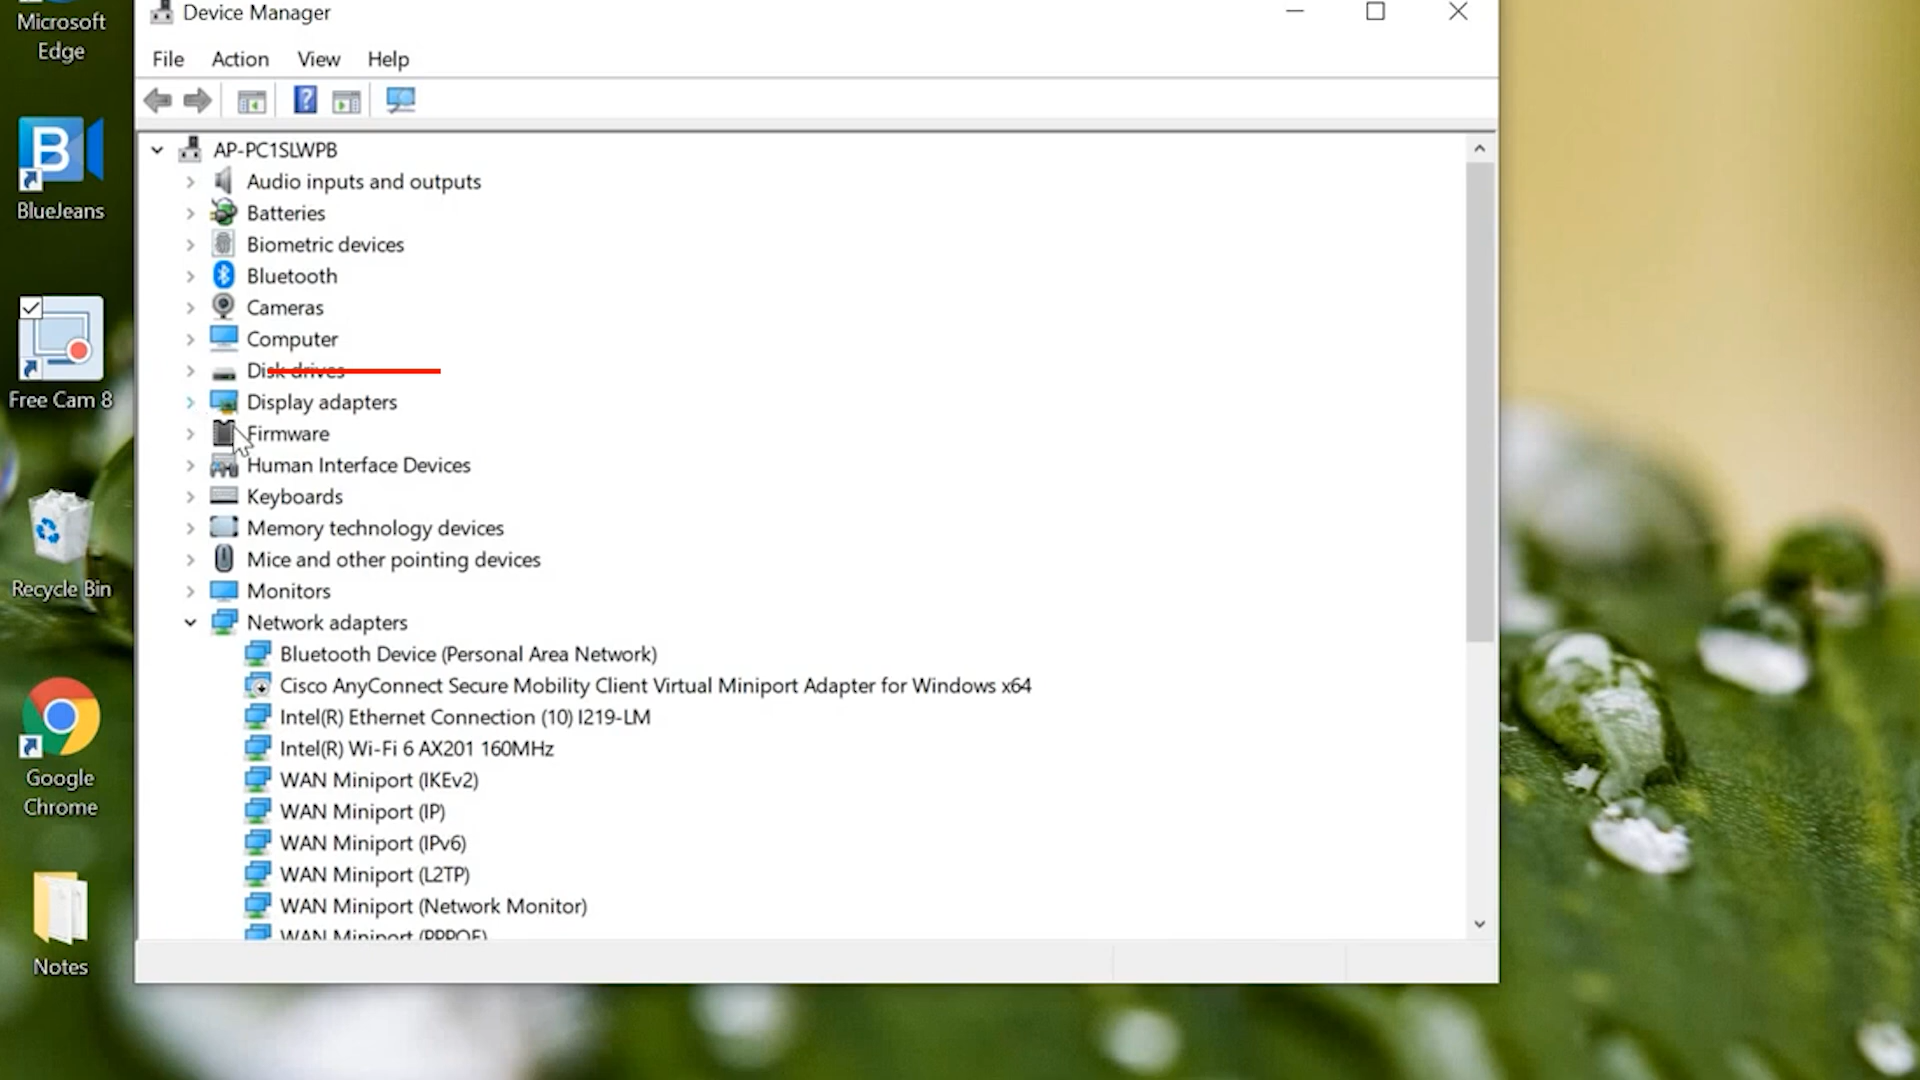 Microsoft
Edge
BlueJeans
Free Cam 8
Recycle Bin
Google
Chrome
Notes
Device Manager
File Action View Help
AP-PC1SLWPB
Audio inputs and outputs
Batteries
Biometric devices
Bluetooth
Cameras
Computer
Disk drives
Display adapters
Firmware
Human Interface Devices
Keyboards
Memory technology devices
Mice and other pointing devices
Monitors
Network adapters
Bluetooth Device (Personal Area Network)
Cisco AnyConnect Secure Mobility Client Virtual Miniport Adapter for Windows x64
Intel(R) Ethernet Connection (10) I219-LM
Intel(R) Wi-Fi 6 AX201 160MHz
WAN Miniport (IKEv2)
WAN Miniport (IP)
WAN Miniport (IPv6)
WAN Miniport (L2TP)
WAN Miniport (Network Monitor)
WAN Miniport (PPPOE)